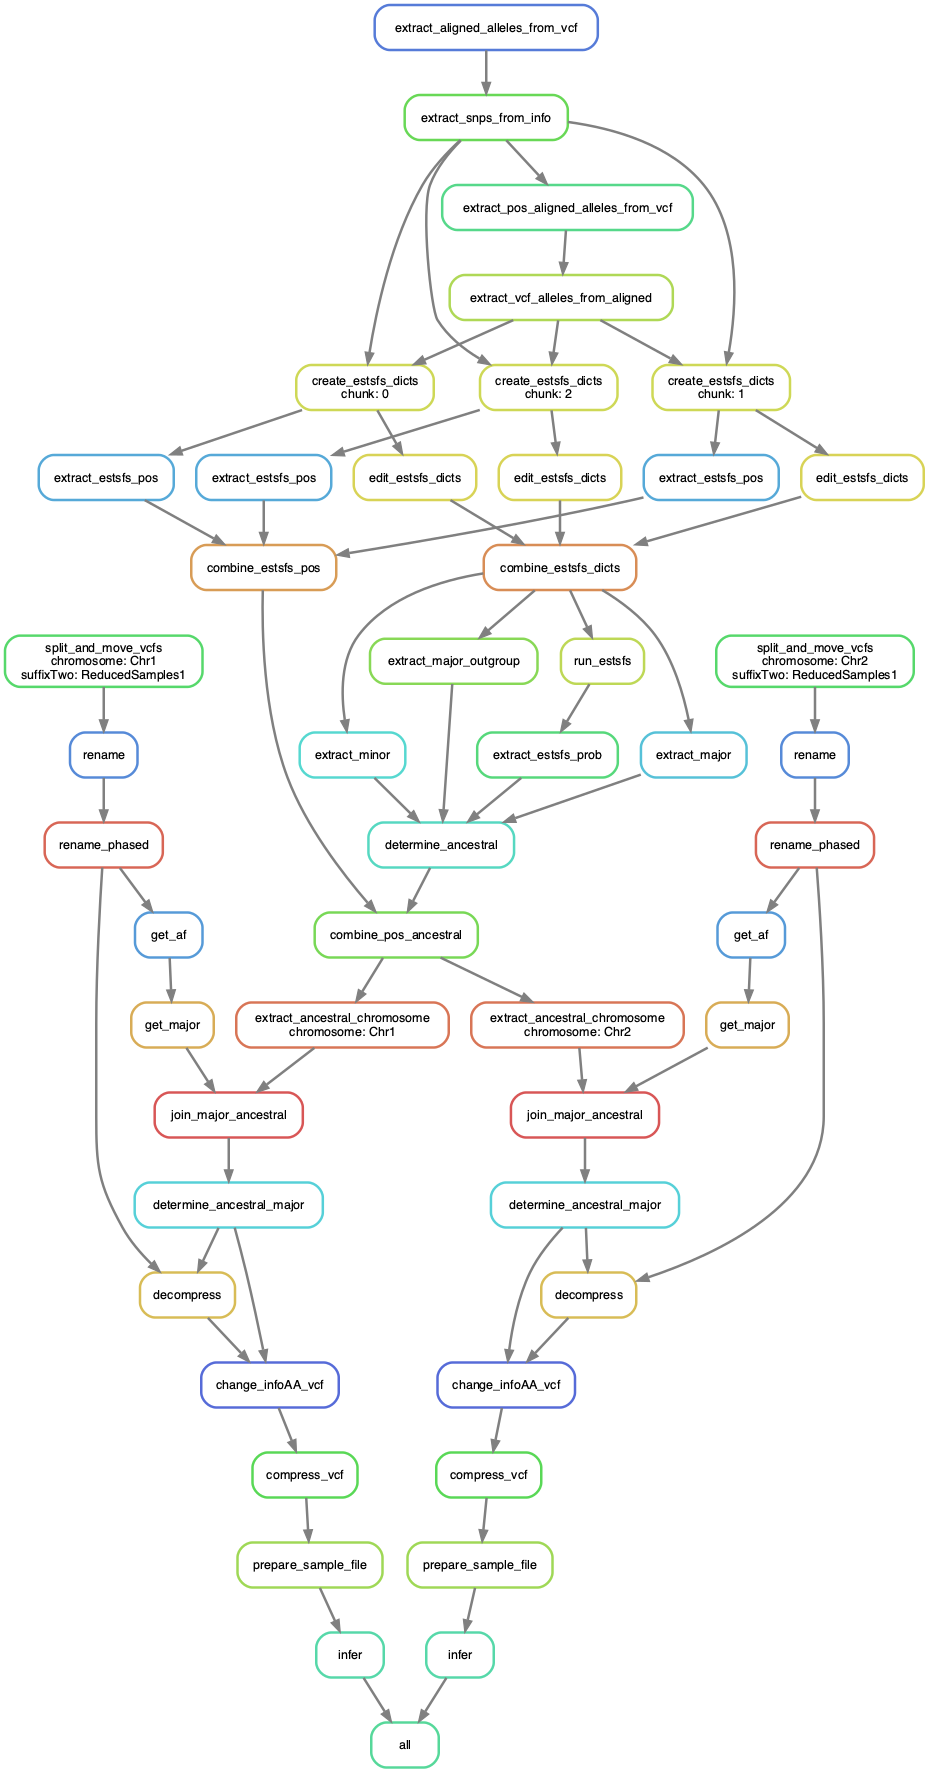 extract_aligned_alleles_from_vcf
extract_snps_from_info
extract_pos_aligned_alleles_from_vcf
extract_vcf_alleles_from_aligned
create_estsfs_dicts
chunk: 0
create_estsfs_dicts
chunk: 2
create_estsfs_dicts
chunk: 1
extract_estsfs_pos
extract_estsfs_pos
edit_estsfs_dicts
edit_estsfs_dicts
extract_estsfs_pos
edit_estsfs_dicts
combine_estsfs_pos
combine_estsfs_dicts
split_and_move_vcfs
chromosome: Chr1
suffixTwo: ReducedSamples1
extract_major_outgroup
run_estsfs
split_and_move_vcfs
chromosome: Chr2
suffixTwo: ReducedSamples1
rename
extract_minor
extract_estsfs_prob
extract_major
rename
rename_phased
determine_ancestral
rename_phased
get_af
combine_pos_ancestral
get_af
get_major
extract_ancestral_chromosome
chromosome: Chr1
extract_ancestral_chromosome
chromosome: Chr2
get_major
join_major_ancestral
join_major_ancestral
determine_ancestral_major
determine_ancestral_major
decompress
decompress
change_infoAA_vcf
change_infoAA_vcf
compress_vcf
compress_vcf
prepare_sample_file
prepare_sample_file
infer
infer
all